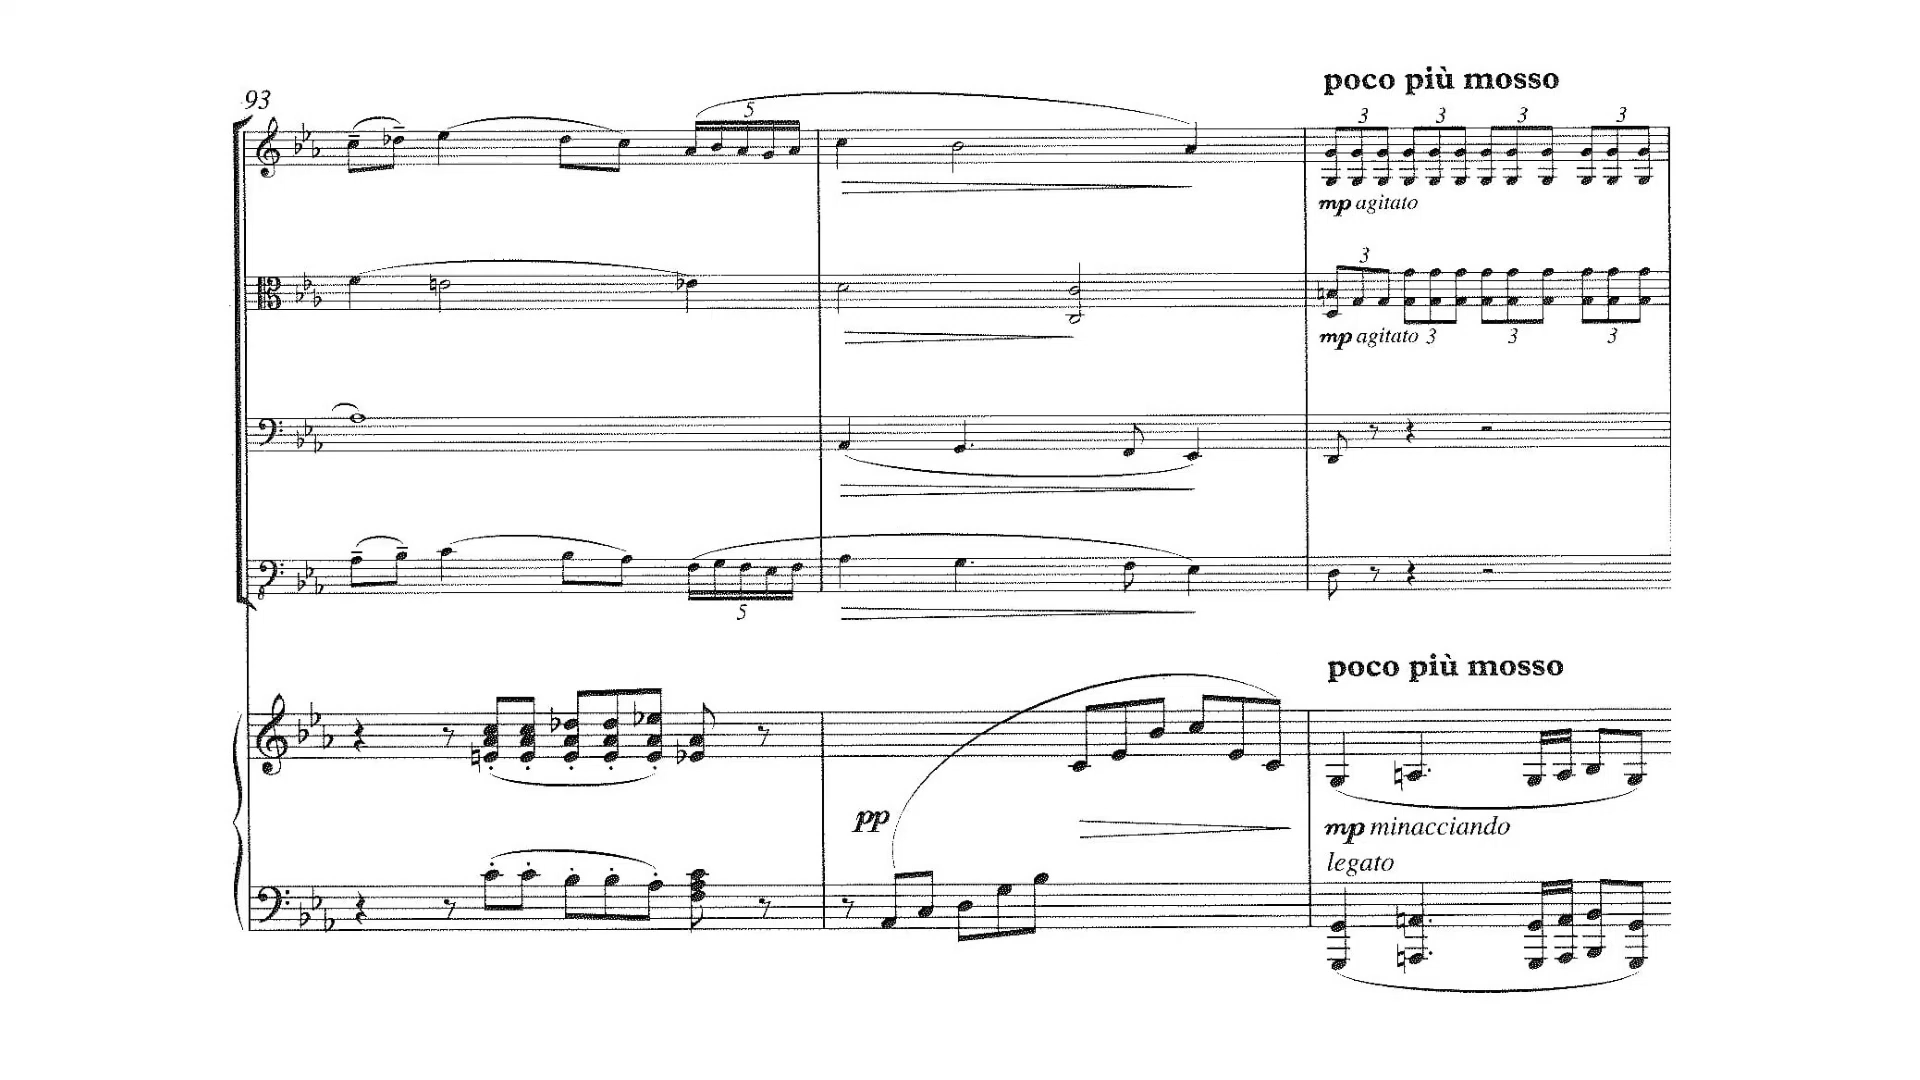 poco più mosso
93
5
3 3 3 3
mp agitato
3
mp agitato 3 3 3
5
poco più mosso
pp
mp minacciando
legato